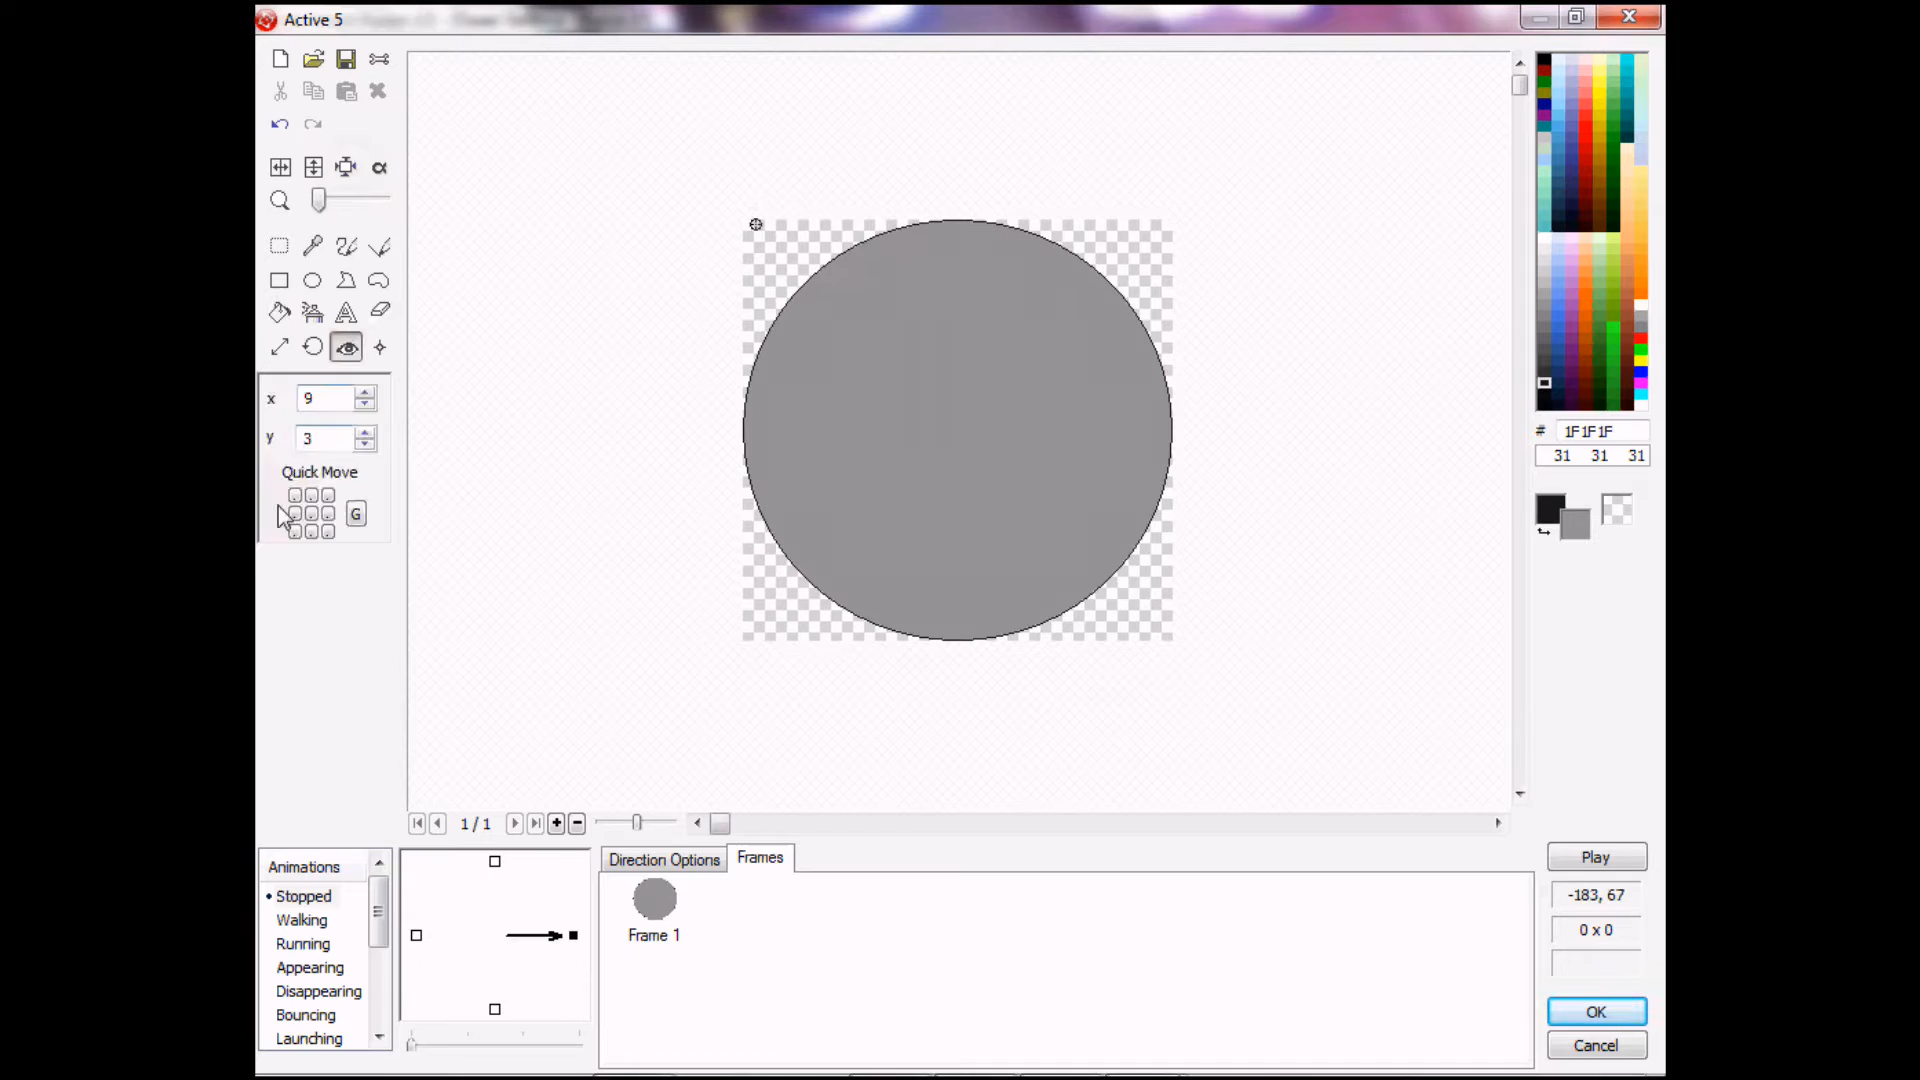 Active 5
x 9
y 3
Quick Move
G
# 1F1F1F
31 31 31
1 / 1
Animations
Stopped
Walking
Running
Appearing
Disappearing
Bouncing
Launching
Direction Options Frames
Frame 1
Play
-183, 67
0 x 0
OK
Cancel